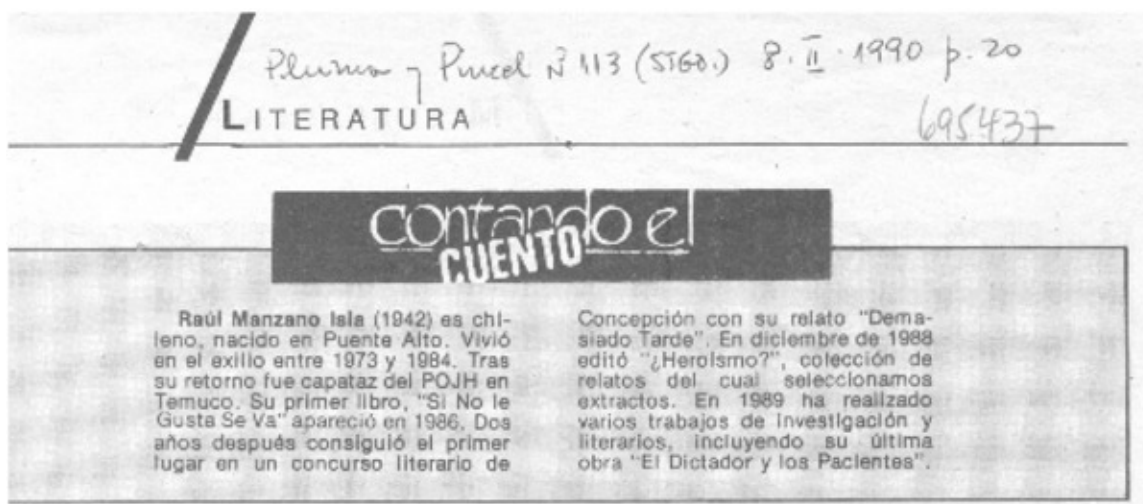 Pluma y Pincel N 113 (STGO.) 8. II. 1990 p. 20
LITERATURA
695437
contando el
CUENTO
Raúl Manzano Isla (1942) es chi-
leno, nacido en Puente Alto. Vivió
en el exilio entre 1973 y 1984. Tras
su retorno fue capataz del POJH en
Temuco. Su primer libro, "Si No le
Gusta Se Va" apareció en 1986. Dos
años después consiguió el primer
lugar en un concurso literario de
Concepción con su relato "Dema-
siado Tarde". En diciembre de 1988
editó "¿Heroísmo?", colección de
relatos del cual seleccionamos
extractos. En 1989 ha realizado
varios trabajos de investigación y
literarios, incluyendo su última
obra "El Dictador y los Pacientes".